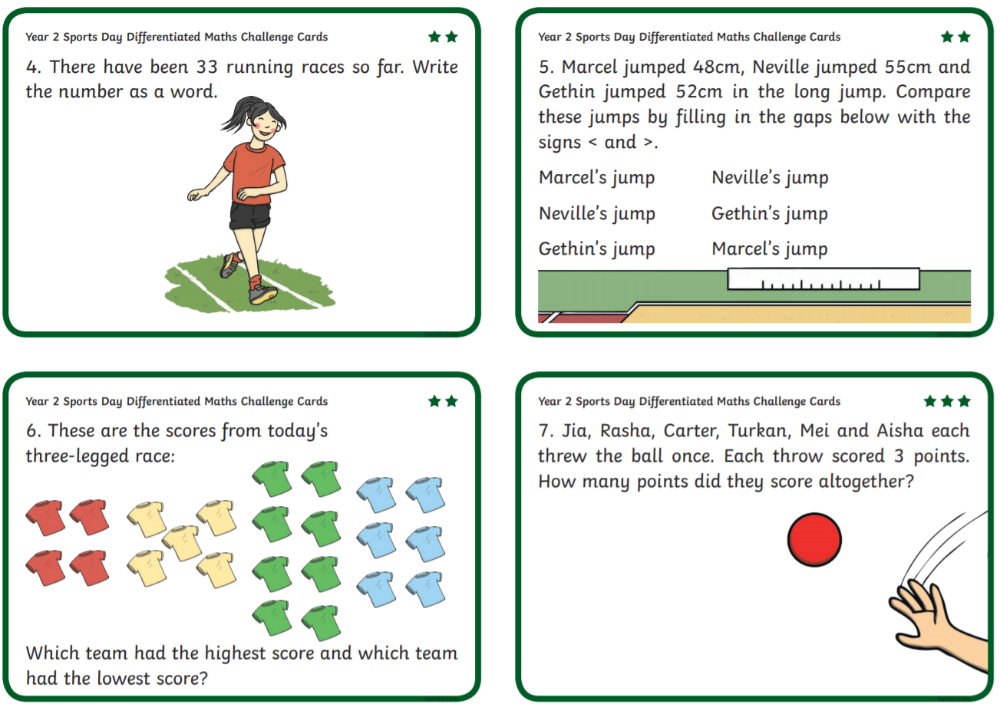 Year 2 Sports Day Differentiated Maths Challenge Cards
4. There have been 33 running races so far. Write
the number as a word.
Year 2 Sports Day Differentiated Maths Challenge Cards
5. Marcel jumped 48cm, Neville jumped 55cm and
Gethin jumped 52cm in the long jump. Compare
these jumps by filling in the gaps below with the
signs < and >.
Marcel's jump Neville's jump
Neville's jump Gethin's jump
Gethin's jump Marcel's jump
Year 2 Sports Day Differentiated Maths Challenge Cards
6. These are the scores from today's
three-legged race:
Which team had the highest score and which team
had the lowest score?
Year 2 Sports Day Differentiated Maths Challenge Cards
7. Jia, Rasha, Carter, Turkan, Mei and Aisha each
threw the ball once. Each throw scored 3 points.
How many points did they score altogether?